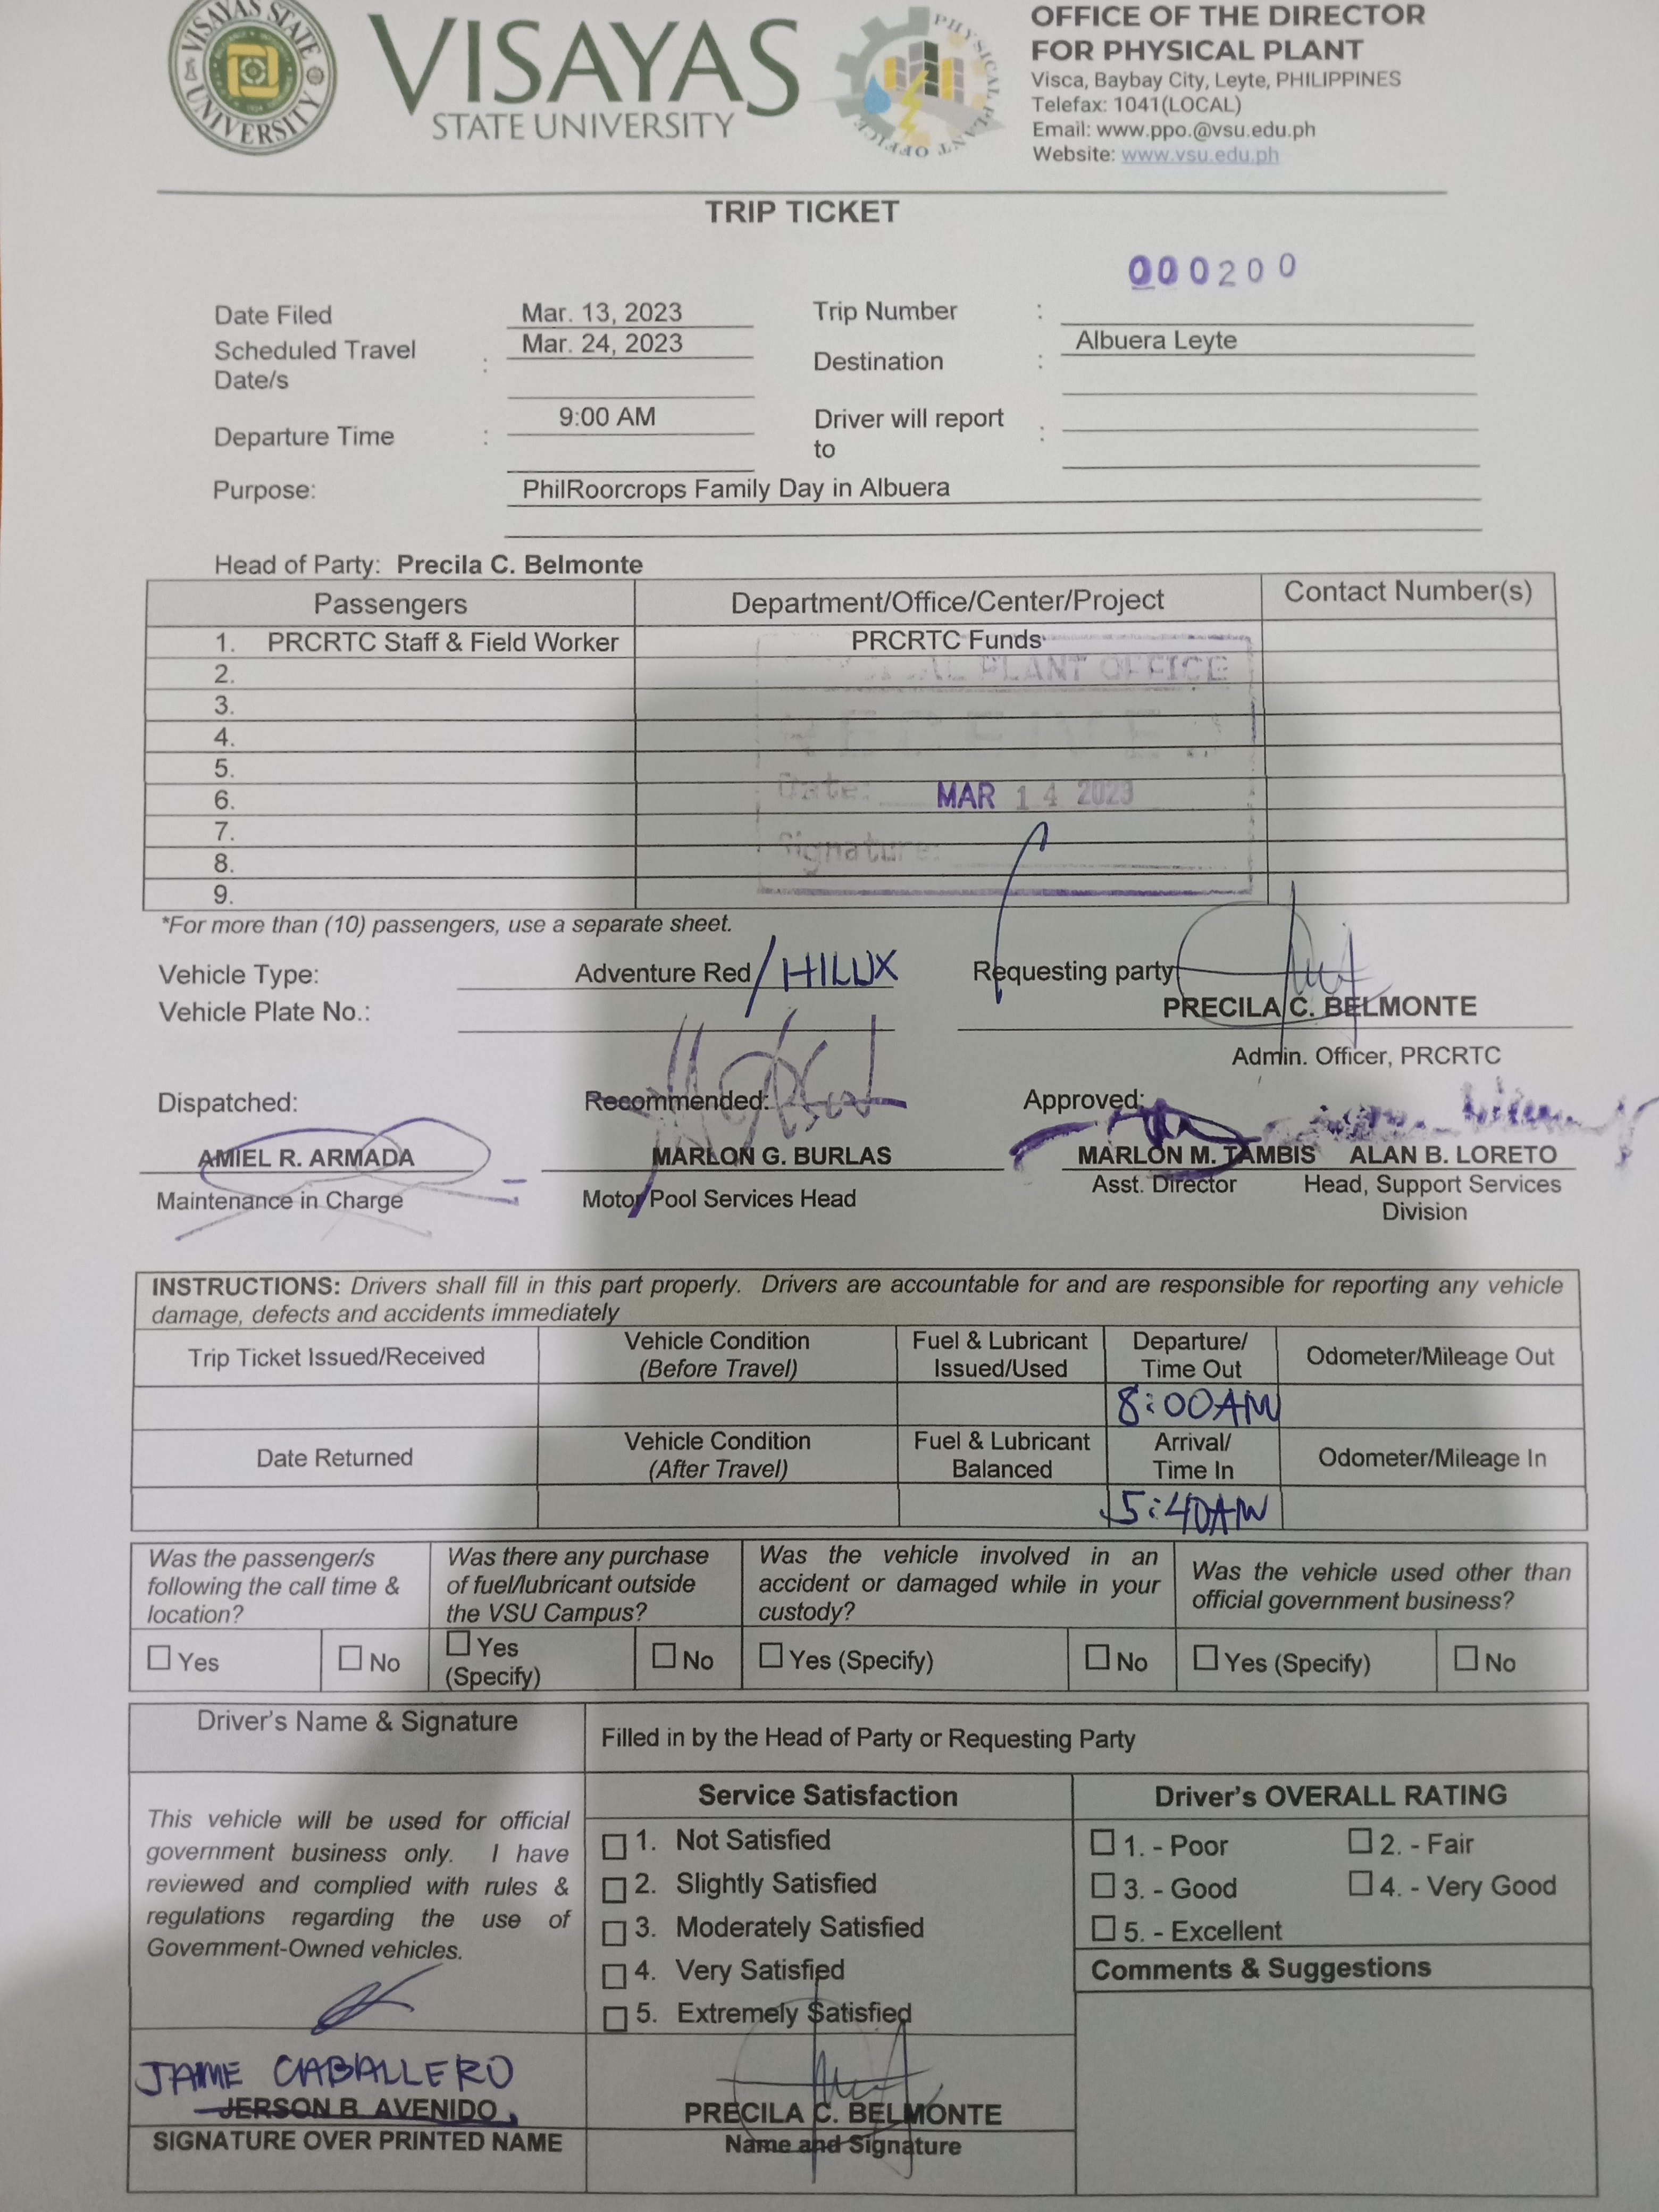 VISAYAS STATE UNIVERSITY
VISAYAS
STATE UNIVERSITY
PHYSICAL PLANT OFFICE
OFFICE OF THE DIRECTOR
FOR PHYSICAL PLANT
Visca, Baybay City, Leyte, PHILIPPINES
Telefax: 1041(LOCAL)
Email: www.ppo.@vsu.edu.ph
Website: www.vsu.edu.ph
TRIP TICKET
000200
Date Filed Mar. 13, 2023 Trip Number :
Scheduled Travel Date/s : Mar. 24, 2023 Destination : Albuera Leyte
Departure Time : 9:00 AM Driver will report to :
Purpose: PhilRoorcrops Family Day in Albuera
Head of Party: Precila C. Belmonte
Passengers Department/Office/Center/Project Contact Number(s)
1. PRCRTC Staff & Field Worker PRCRTC Funds
2.
PLANT OFFICE
3.
4.
RECEIVED
5.
6.
Date: MAR 14 2023
7.
8.
Signature:
9.
*For more than (10) passengers, use a separate sheet.
Vehicle Type: Adventure Red / HILUX Requesting party
Vehicle Plate No.: PRECILA C. BELMONTE
Admin. Officer, PRCRTC
Dispatched: Recommended: Approved:
AMIEL R. ARMADA MARLON G. BURLAS MARLON M. TAMBIS ALAN B. LORETO
Maintenance in Charge Motor Pool Services Head Asst. Director Head, Support Services
Division
INSTRUCTIONS: Drivers shall fill in this part properly. Drivers are accountable for and are responsible for reporting any vehicle
damage, defects and accidents immediately
Trip Ticket Issued/Received Vehicle Condition (Before Travel) Fuel & Lubricant Issued/Used Departure/ Time Out Odometer/Mileage Out
8:00AM
Date Returned Vehicle Condition (After Travel) Fuel & Lubricant Balanced Arrival/ Time In Odometer/Mileage In
5:40AM
Was the passenger/s following the call time & location? Was there any purchase of fuel/lubricant outside the VSU Campus? Was the vehicle involved in an accident or damaged while in your custody? Was the vehicle used other than official government business?
☐ Yes ☐ No ☐ Yes (Specify) ☐ No ☐ Yes (Specify) ☐ No ☐ Yes (Specify) ☐ No
Driver's Name & Signature Filled in by the Head of Party or Requesting Party
Service Satisfaction Driver's OVERALL RATING
This vehicle will be used for official
government business only. I have
reviewed and complied with rules &
regulations regarding the use of
Government-Owned vehicles.
☐ 1. Not Satisfied
☐ 2. Slightly Satisfied
☐ 3. Moderately Satisfied
☐ 4. Very Satisfied
☐ 5. Extremely Satisfied
☐ 1. - Poor ☐ 2. - Fair
☐ 3. - Good ☐ 4. - Very Good
☐ 5. - Excellent
Comments & Suggestions
JAME CABALLERO
JERSON B. AVENIDO
SIGNATURE OVER PRINTED NAME
PRECILA C. BELMONTE
Name and Signature